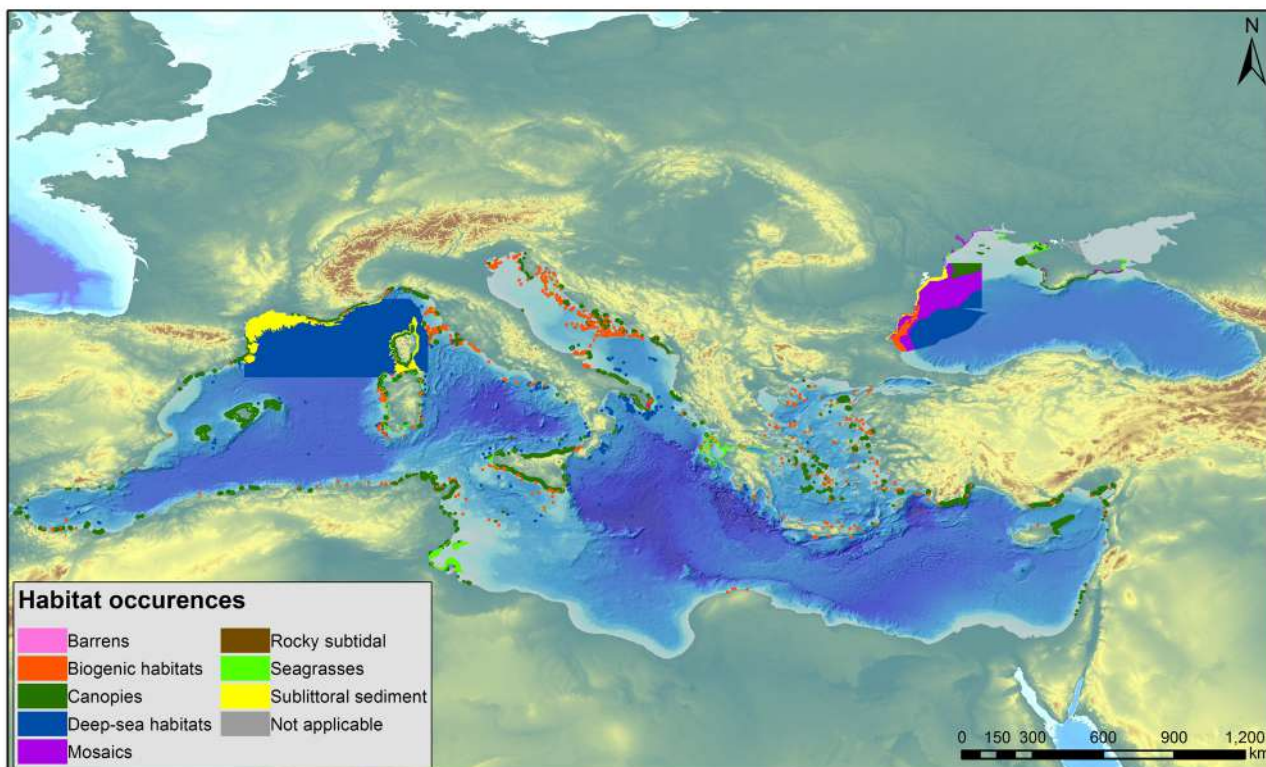 N
Habitat occurences
Barrens
Biogenic habitats
Canopies
Deep-sea habitats
Mosaics
Rocky subtidal
Seagrasses
Sublittoral sediment
Not applicable
0 150 300 600 900 1,200
km